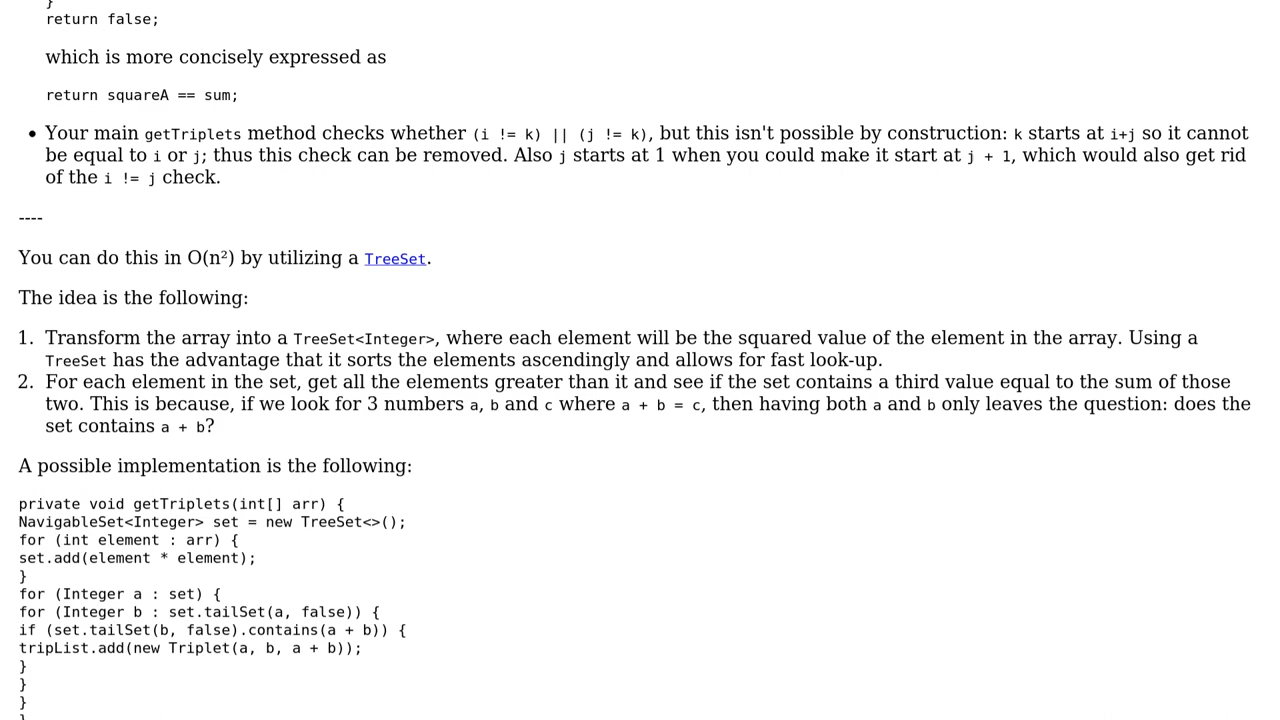 }
return false;
which is more concisely expressed as
return squareA == sum;
• Your main getTriplets method checks whether (i != k) || (j != k), but this isn't possible by construction: k starts at i+j so it cannot
be equal to i or j; thus this check can be removed. Also j starts at 1 when you could make it start at j + 1, which would also get rid
of the i != j check.
----
You can do this in O(n²) by utilizing a TreeSet.
The idea is the following:
1. Transform the array into a TreeSet<Integer>, where each element will be the squared value of the element in the array. Using a
TreeSet has the advantage that it sorts the elements ascendingly and allows for fast look-up.
2. For each element in the set, get all the elements greater than it and see if the set contains a third value equal to the sum of those
two. This is because, if we look for 3 numbers a, b and c where a + b = c, then having both a and b only leaves the question: does the
set contains a + b?
A possible implementation is the following:
private void getTriplets(int[] arr) {
NavigableSet<Integer> set = new TreeSet<>();
for (int element : arr) {
set.add(element * element);
}
for (Integer a : set) {
for (Integer b : set.tailSet(a, false)) {
if (set.tailSet(b, false).contains(a + b)) {
tripList.add(new Triplet(a, b, a + b));
}
}
}
}